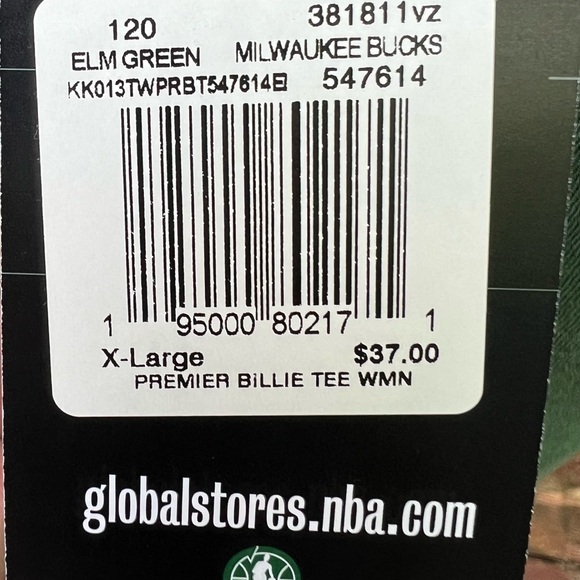 120 381811vz
ELM GREEN MILWAUKEE BUCKS
KK013TWPRBT547614E 547614
1 95000 80217 1
X-Large $37.00
PREMIER BILLIE TEE WMN
globalstores.nba.com